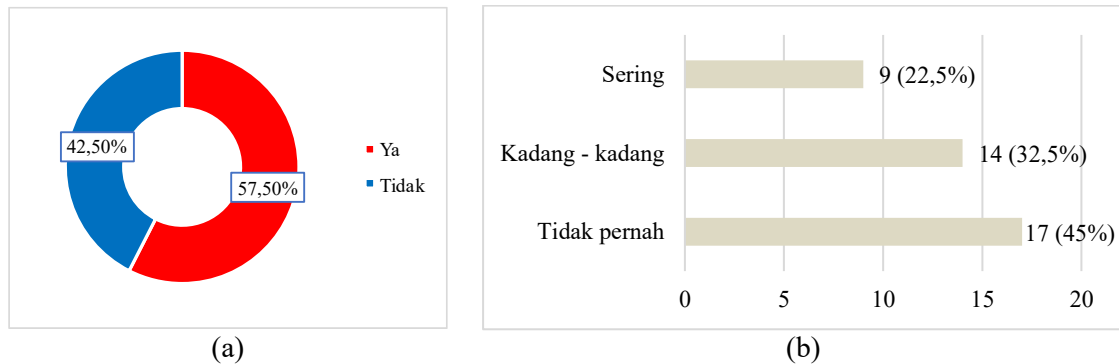 42,50%
57,50%
Ya
Tidak
(a)
Sering
9 (22,5%)
Kadang - kadang
14 (32,5%)
Tidak pernah
17 (45%)
0 5 10 15 20
(b)